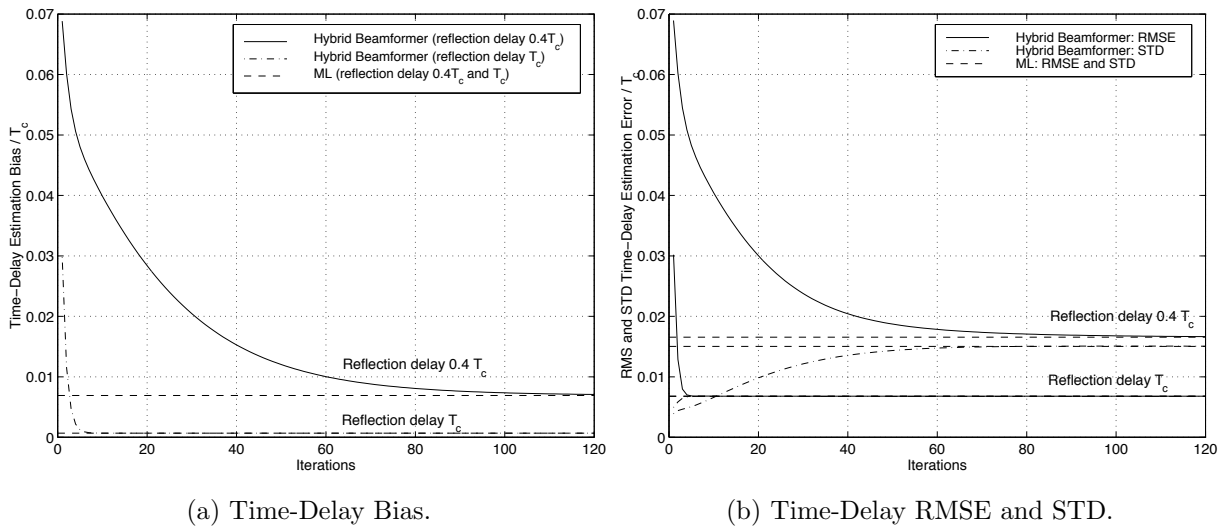 0.07
0.06
0.05
0.04
0.03
0.02
0.01
0
Time−Delay Estimation Bias / T_c
Hybrid Beamformer (reflection delay 0.4T_c)
Hybrid Beamformer (reflection delay T_c)
ML (reflection delay 0.4T_c and T_c)
Reflection delay 0.4 T_c
Reflection delay T_c
0 20 40 60 80 100 120
Iterations
(a) Time-Delay Bias.
0.07
0.06
0.05
0.04
0.03
0.02
0.01
0
RMS and STD Time−Delay Estimation Error / T_c
Hybrid Beamformer: RMSE
Hybrid Beamformer: STD
ML: RMSE and STD
Reflection delay 0.4 T_c
Reflection delay T_c
0 20 40 60 80 100 120
Iterations
(b) Time-Delay RMSE and STD.